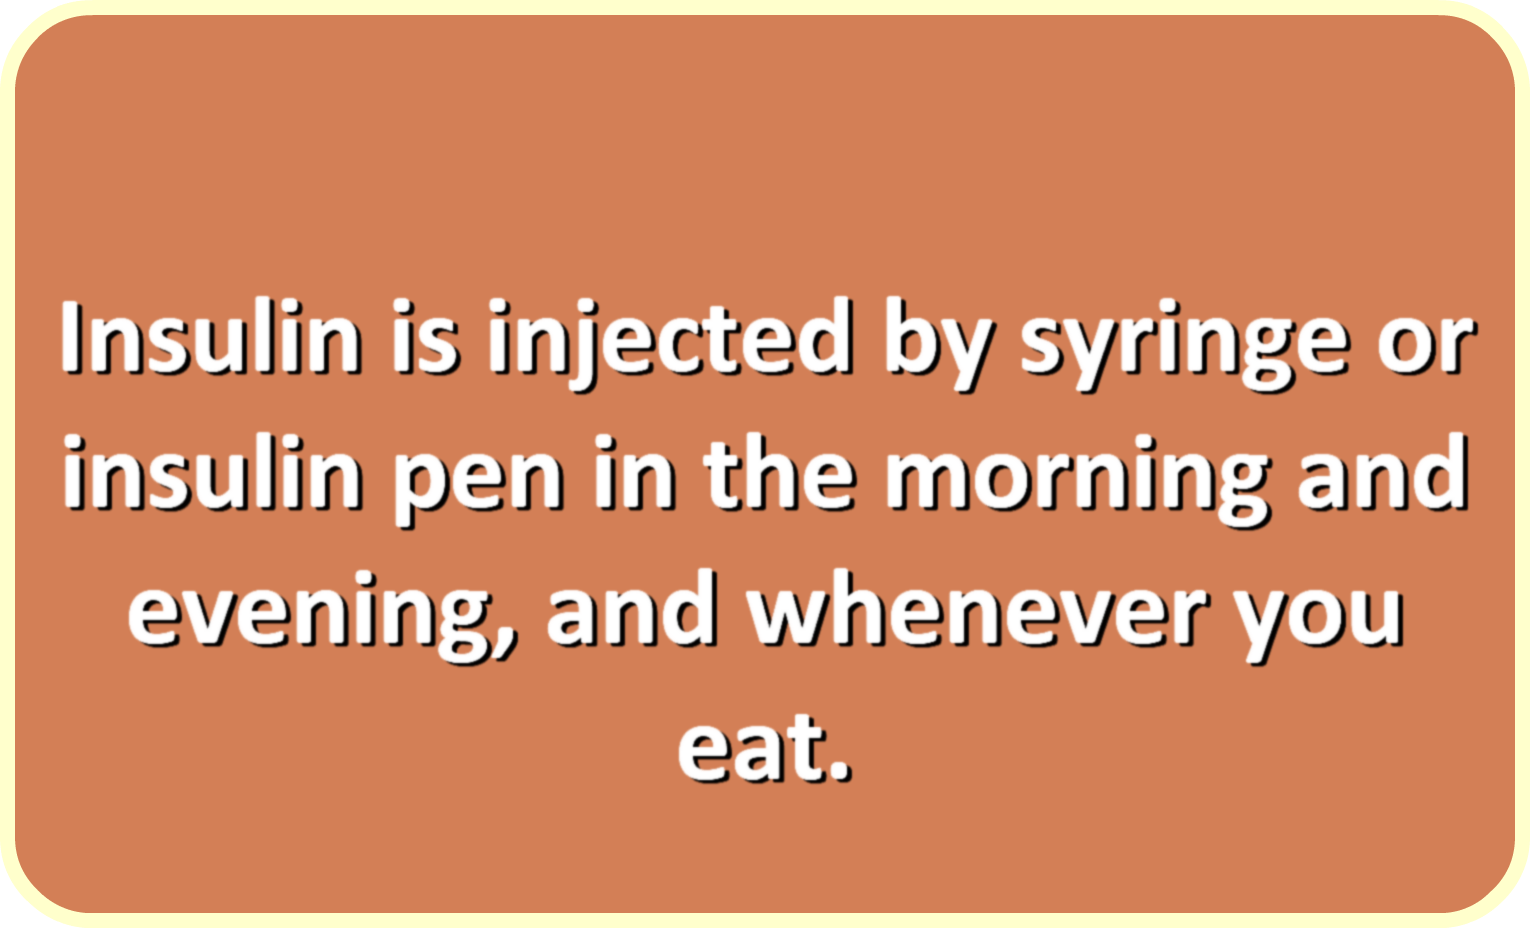 Insulin is injected by syringe or
insulin pen in the morning and
evening, and whenever you
eat.